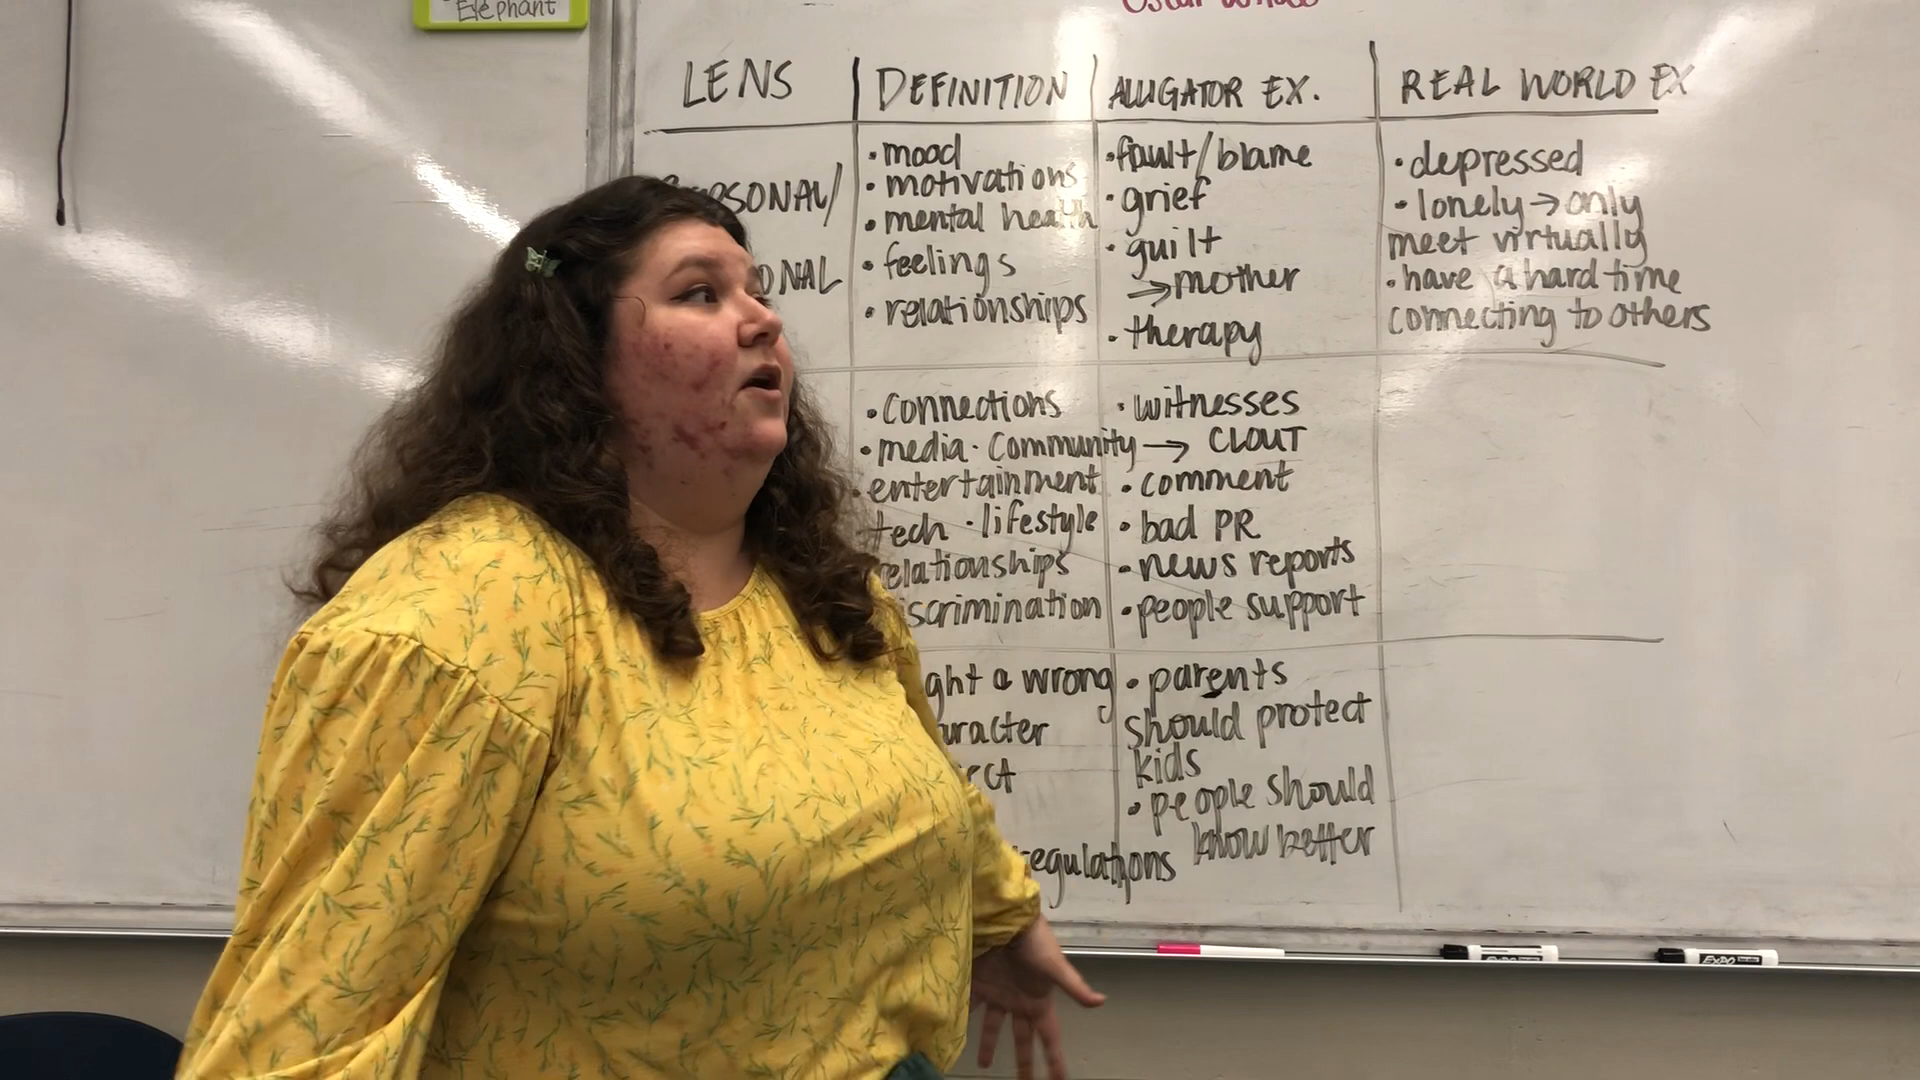 Elephant
LENS
DEFINITION
ALLIGATOR EX.
REAL WORLD EX
• mood
• motivations
• mental health
• feelings
• relationships
• fault/blame
• grief
• guilt
→ mother
• therapy
• depressed
• lonely → only
meet virtually
• have a hard time
connecting to others
• connections
• media • Community → CLOUT
• entertainment
tech • lifestyle
relationships
• witnesses
• comment
• bad PR
• news reports
• people support
wrong
• parents
should protect
kids
• people should
know better
regulations
EXPO